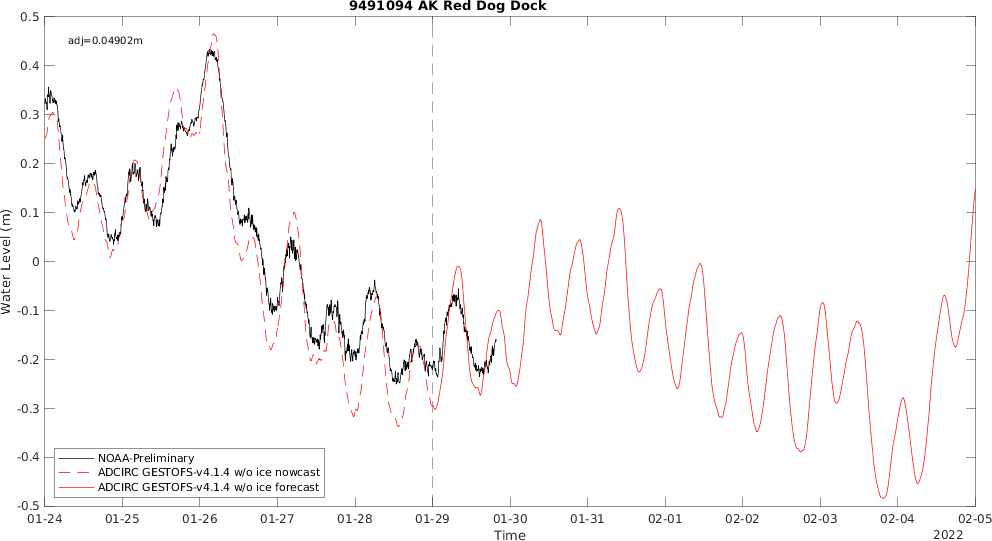 9491094 AK Red Dog Dock
adj=0.04902m
0.5
0.4
0.3
0.2
0.1
0
-0.1
-0.2
-0.3
-0.4
-0.5
Water Level (m)
NOAA-Preliminary
ADCIRC GESTOFS-v4.1.4 w/o ice nowcast
ADCIRC GESTOFS-v4.1.4 w/o ice forecast
01-24 01-25 01-26 01-27 01-28 01-29 01-30 01-31 02-01 02-02 02-03 02-04 02-05
Time
2022